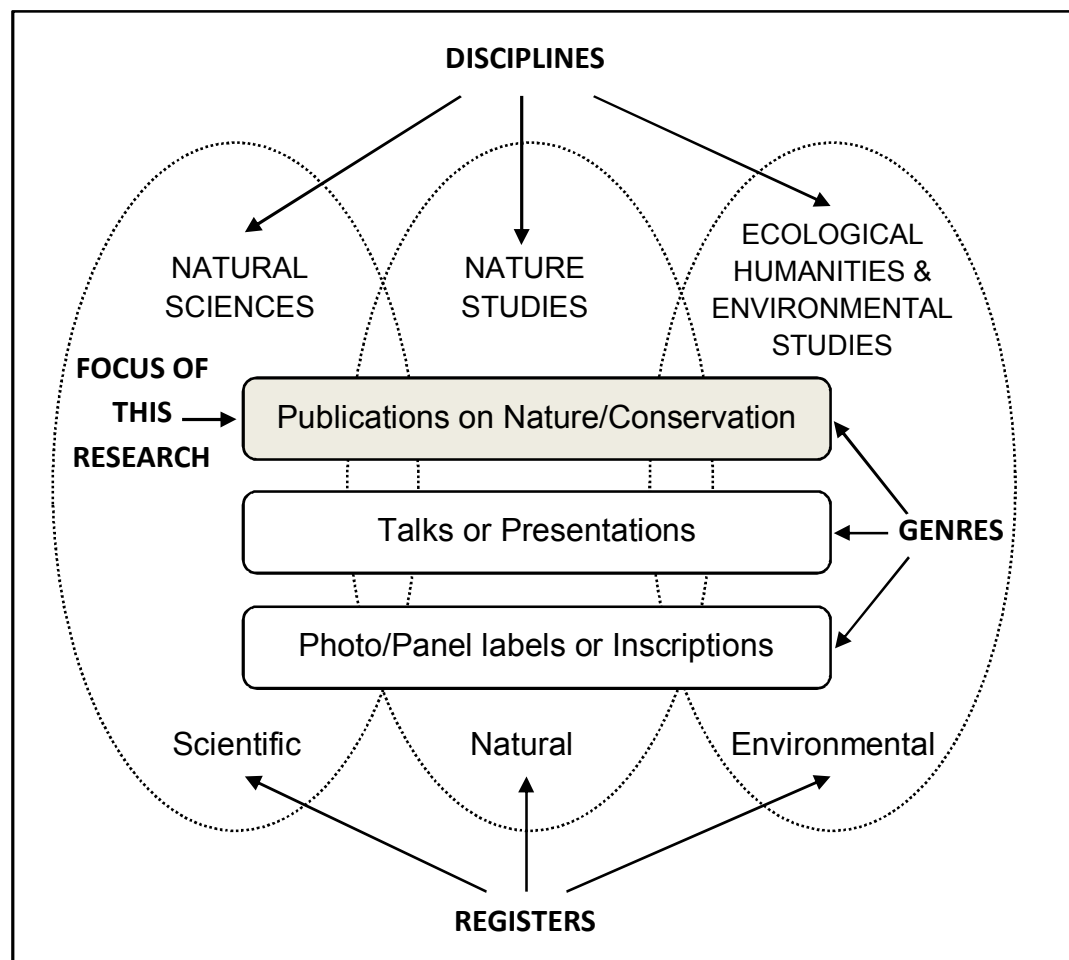 DISCIPLINES
NATURAL
SCIENCES
NATURE
STUDIES
ECOLOGICAL
HUMANITIES &
ENVIRONMENTAL
STUDIES
FOCUS OF
THIS
RESEARCH
Publications on Nature/Conservation
Talks or Presentations
GENRES
Photo/Panel labels or Inscriptions
Scientific
Natural
Environmental
REGISTERS